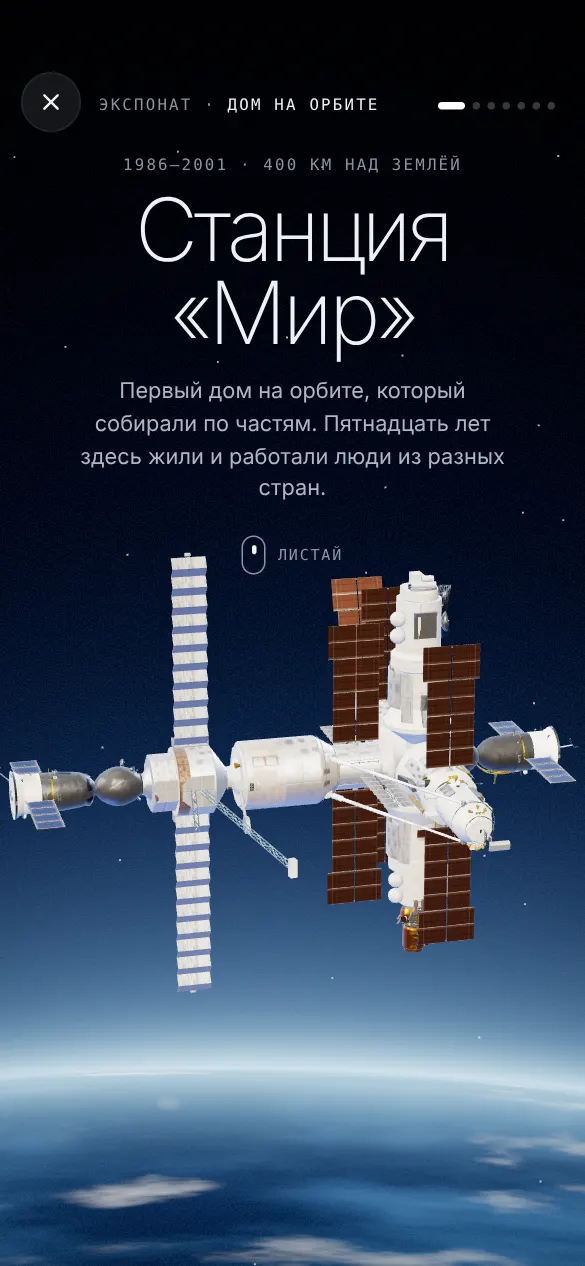 ЭКСПОНАТ · ДОМ НА ОРБИТЕ
1986–2001 · 400 КМ НАД ЗЕМЛЁЙ
Станция
«Мир»
Первый дом на орбите, который
собирали по частям. Пятнадцать лет
здесь жили и работали люди из разных
стран.
ЛИСТАЙ